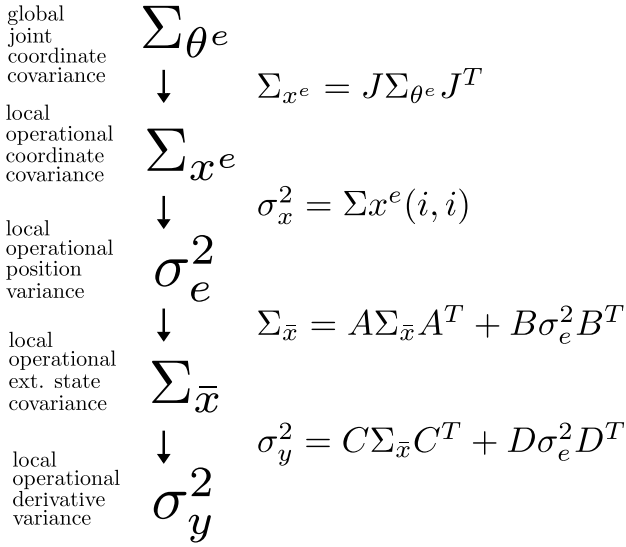 global
joint
coordinate
covariance
Σ_{θ^e}
↓
Σ_{x^e} = JΣ_{θ^e}J^T
local
operational
coordinate
covariance
Σ_{x^e}
↓
σ_x^2 = Σx^e(i, i)
local
operational
position
variance
σ_e^2
↓
Σ_{x̄} = AΣ_{x̄}A^T + Bσ_e^2B^T
local
operational
ext. state
covariance
Σ_{x̄}
↓
σ_y^2 = CΣ_{x̄}C^T + Dσ_e^2D^T
local
operational
derivative
variance
σ_y^2